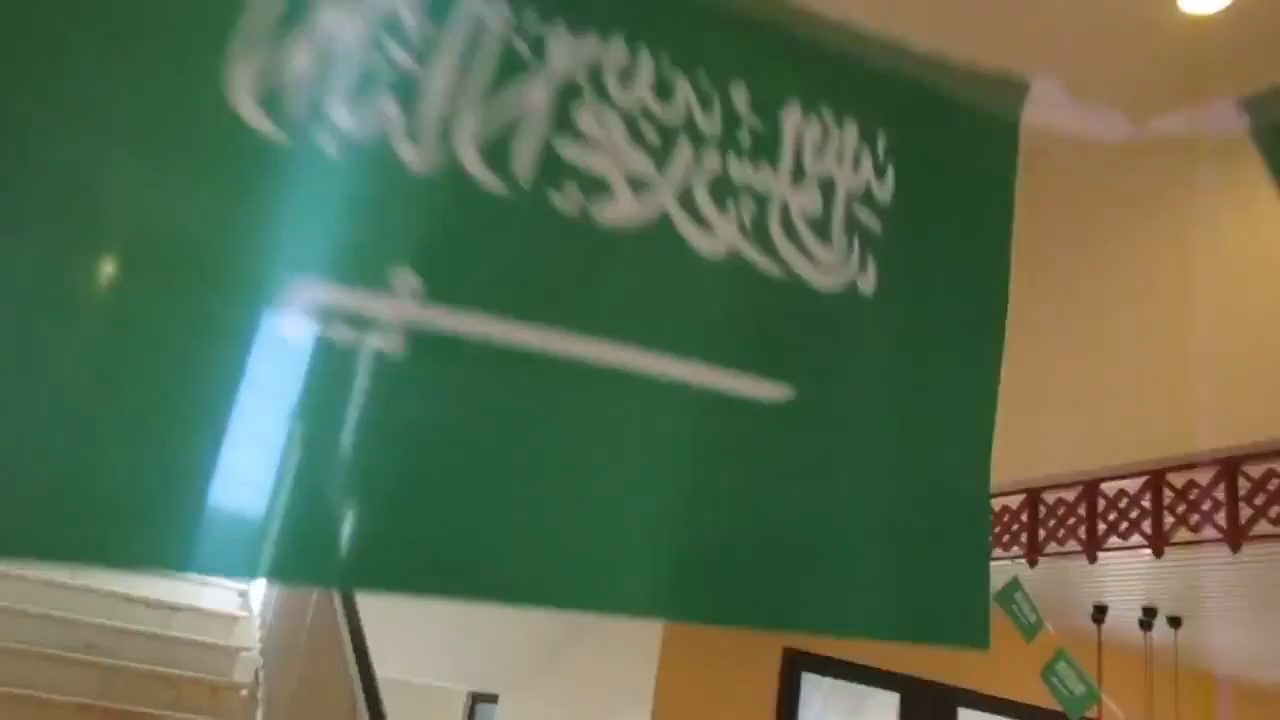 لا إله إلا الله محمد رسول الله